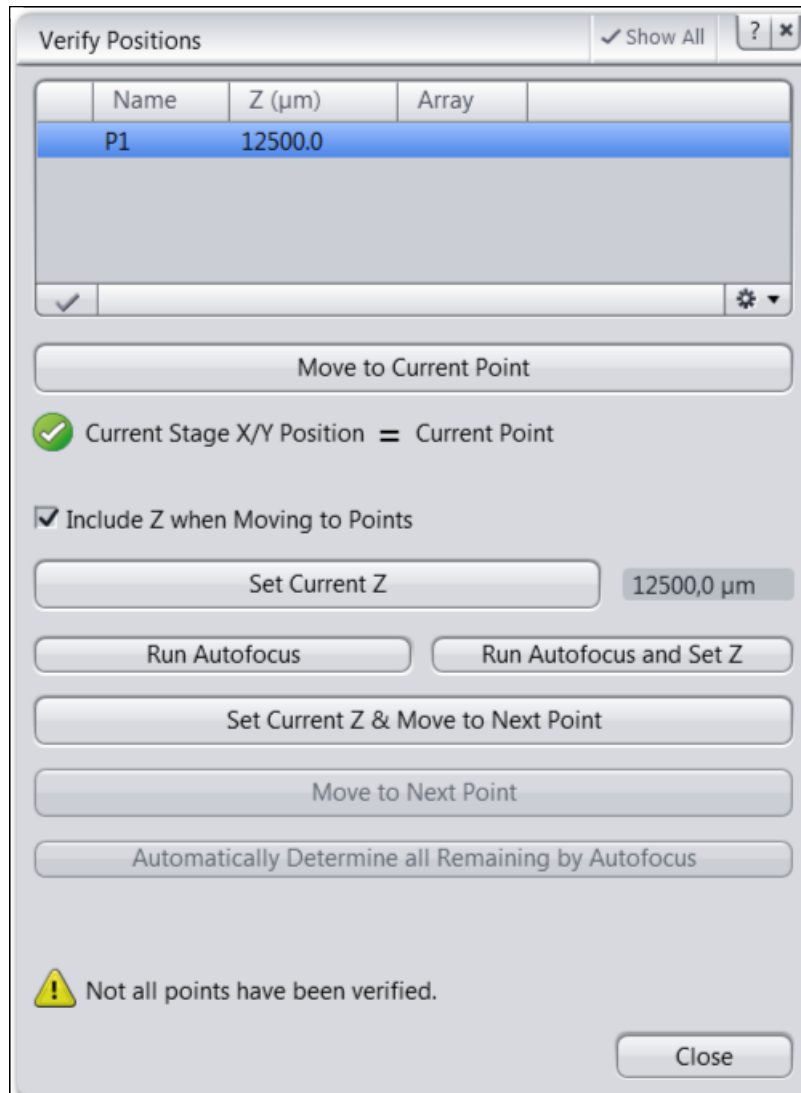 Verify Positions ✓ Show All ? ×
Name Z (µm) Array
P1 12500.0
Move to Current Point
Current Stage X/Y Position = Current Point
Include Z when Moving to Points
Set Current Z 12500,0 µm
Run Autofocus Run Autofocus and Set Z
Set Current Z & Move to Next Point
Move to Next Point
Automatically Determine all Remaining by Autofocus
Not all points have been verified.
Close